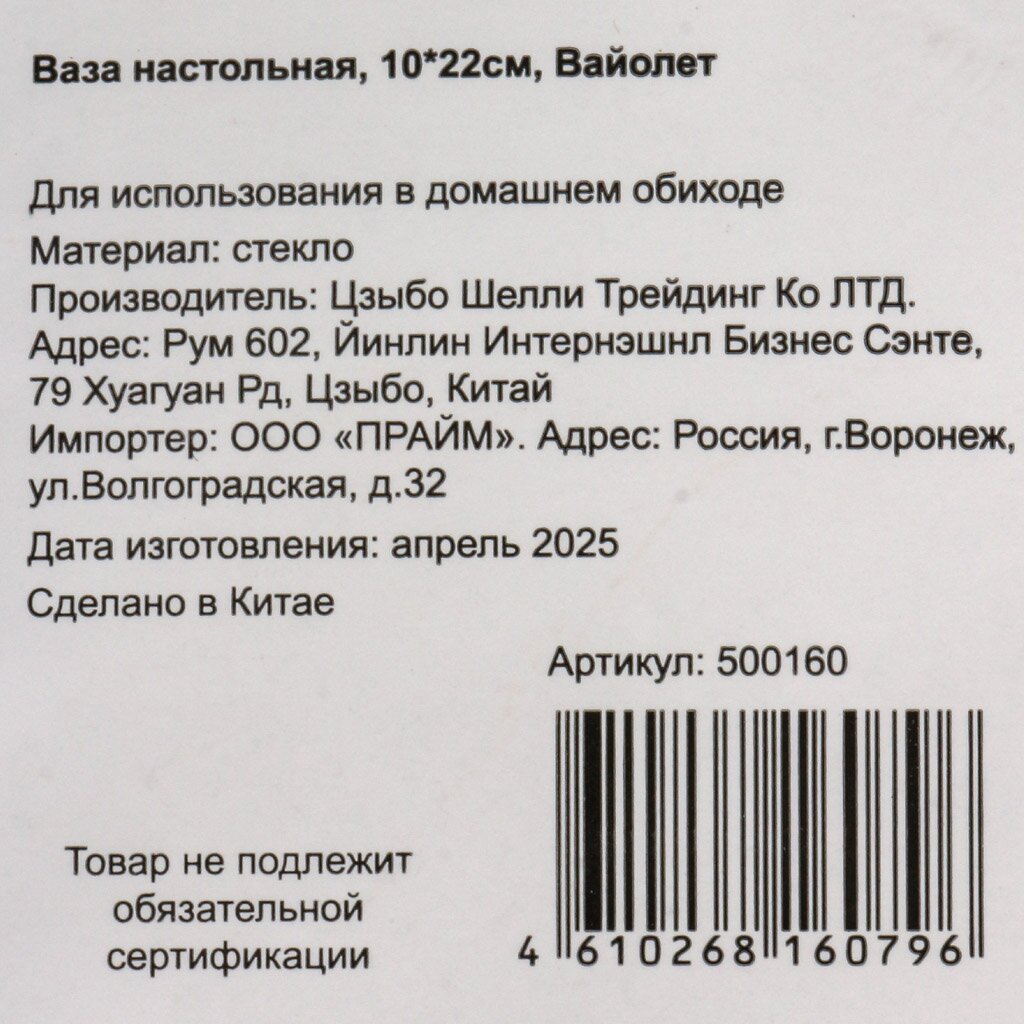 Ваза настольная, 10*22см, Вайолет
Для использования в домашнем обиходе
Материал: стекло
Производитель: Цзыбо Шелли Трейдинг Ко ЛТД.
Адрес: Рум 602, Йинлин Интернэшнл Бизнес Сэнте,
79 Хуагуан Рд, Цзыбо, Китай
Импортер: ООО «ПРАЙМ». Адрес: Россия, г.Воронеж,
ул.Волгоградская, д.32
Дата изготовления: апрель 2025
Сделано в Китае
Артикул: 500160
Товар не подлежит
обязательной
сертификации
4 610268 160796